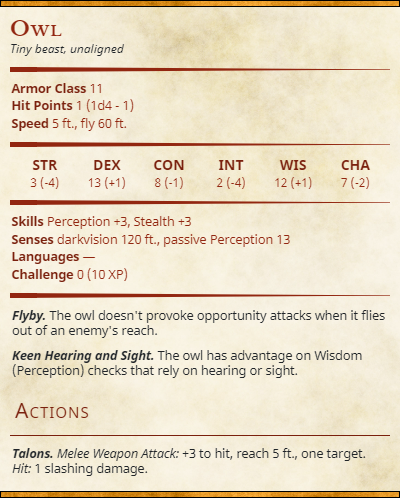 Owl
Tiny beast, unaligned
Armor Class 11
Hit Points 1 (1d4 - 1)
Speed 5 ft., fly 60 ft.
STR DEX CON INT WIS CHA
3 (-4) 13 (+1) 8 (-1) 2 (-4) 12 (+1) 7 (-2)
Skills Perception +3, Stealth +3
Senses darkvision 120 ft., passive Perception 13
Languages —
Challenge 0 (10 XP)
Flyby. The owl doesn't provoke opportunity attacks when it flies
out of an enemy's reach.
Keen Hearing and Sight. The owl has advantage on Wisdom
(Perception) checks that rely on hearing or sight.
Actions
Talons. Melee Weapon Attack: +3 to hit, reach 5 ft., one target.
Hit: 1 slashing damage.